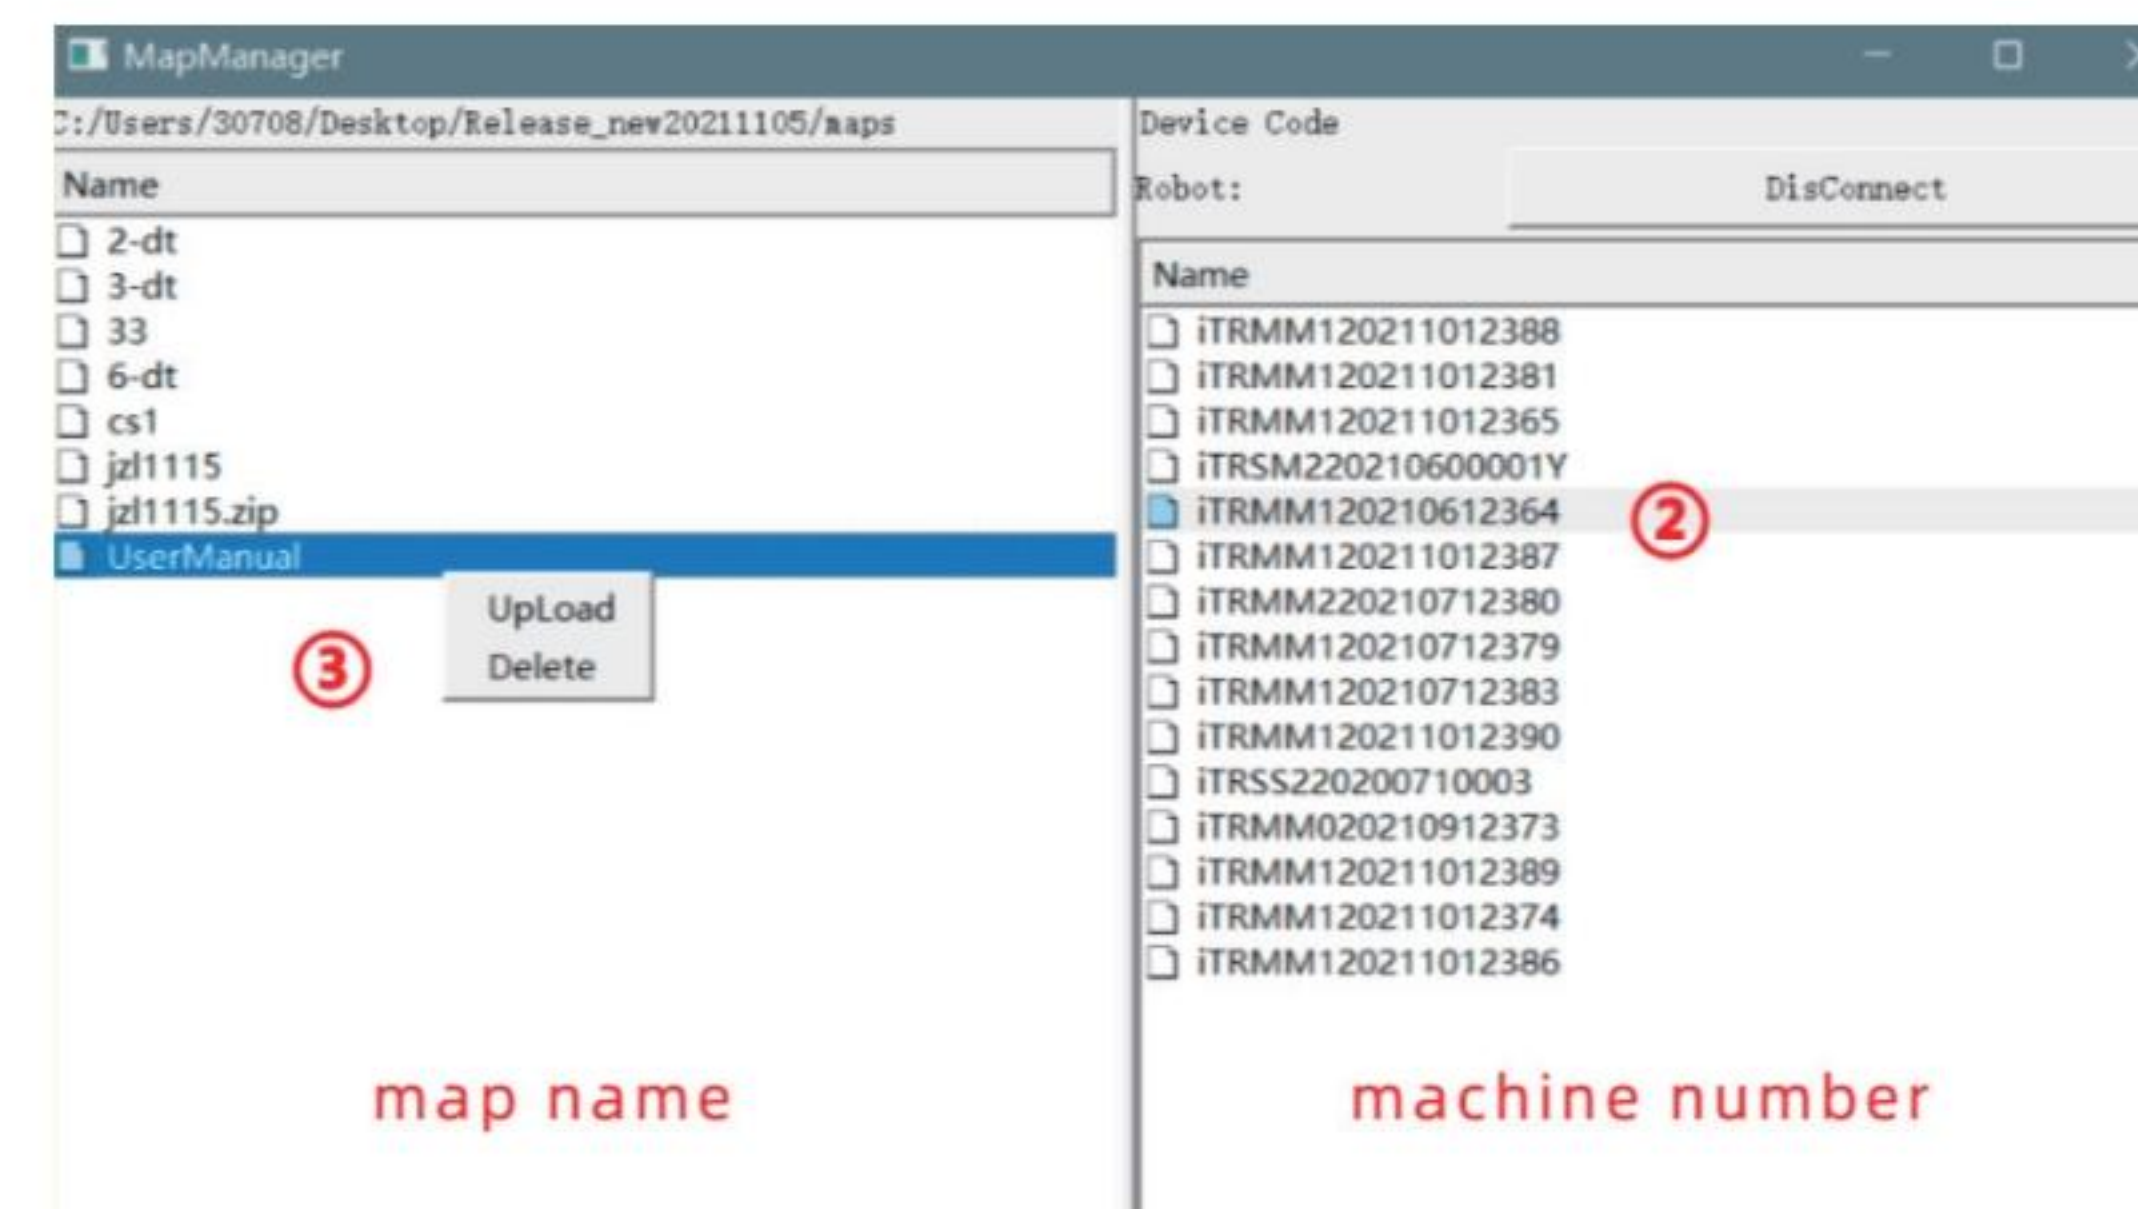 MapManager
C:/Users/30708/Desktop/Release_new20211105/maps
Name
2-dt
3-dt
33
6-dt
cs1
jzl1115
jzl1115.zip
UserManual
UpLoad
Delete
③
map name
Device Code
Robot:
DisConnect
Name
iTRMM120211012388
iTRMM120211012381
iTRMM120211012365
iTRSM220210600001Y
iTRMM120210612364
②
iTRMM120211012387
iTRMM220210712380
iTRMM120210712379
iTRMM120210712383
iTRMM120211012390
iTRSS220200710003
iTRMM020210912373
iTRMM120211012389
iTRMM120211012374
iTRMM120211012386
machine number